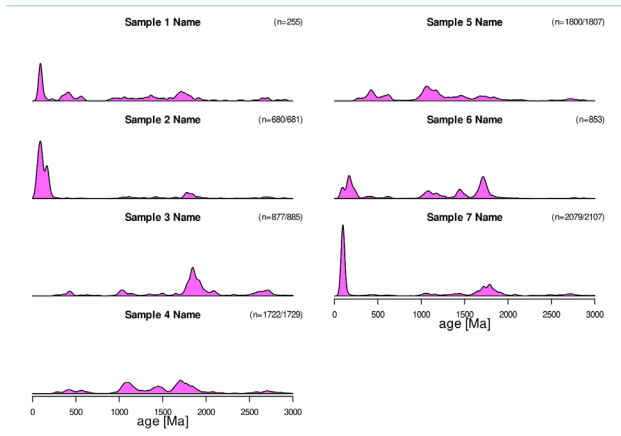 Sample 1 Name (n=255)
Sample 2 Name (n=680/681)
Sample 3 Name (n=877/885)
Sample 4 Name (n=1722/1729)
0 500 1000 1500 2000 2500 3000
age [Ma]
Sample 5 Name (n=1800/1807)
Sample 6 Name (n=853)
Sample 7 Name (n=2079/2107)
0 500 1000 1500 2000 2500 3000
age [Ma]